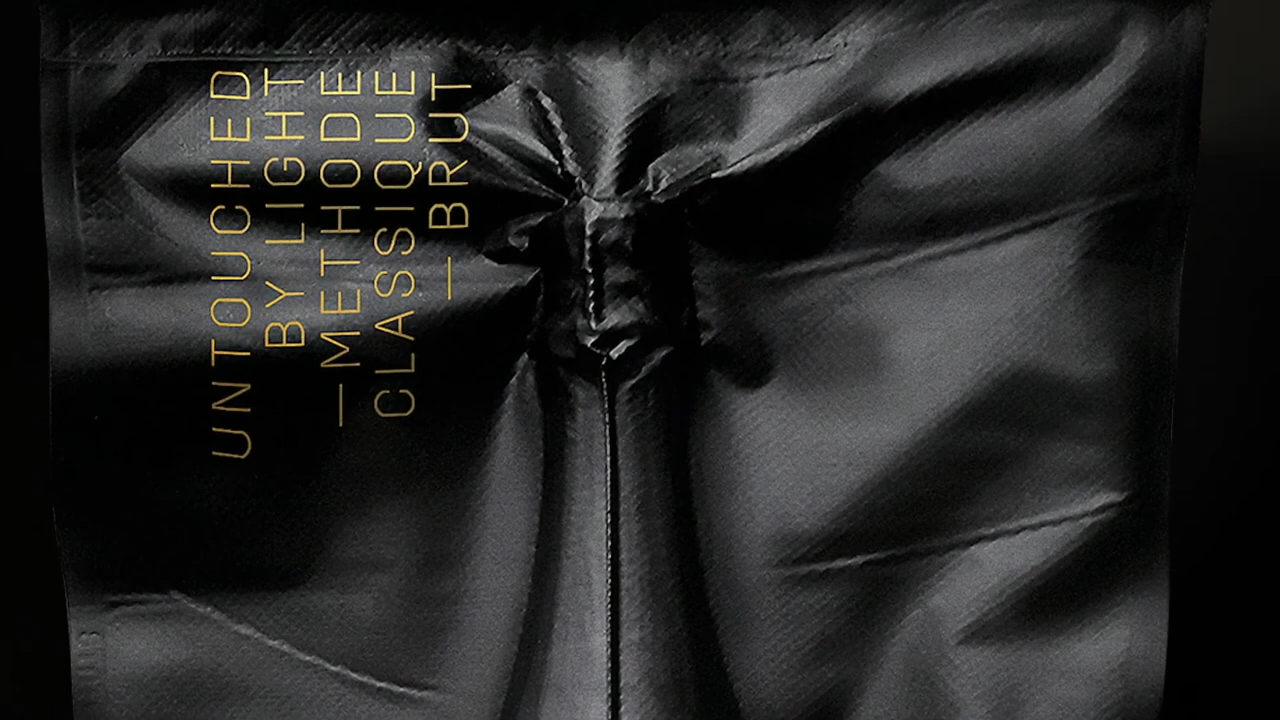 UNTOUCHED
BY LIGHT
—METHODE
CLASSIQUE
—BRUT